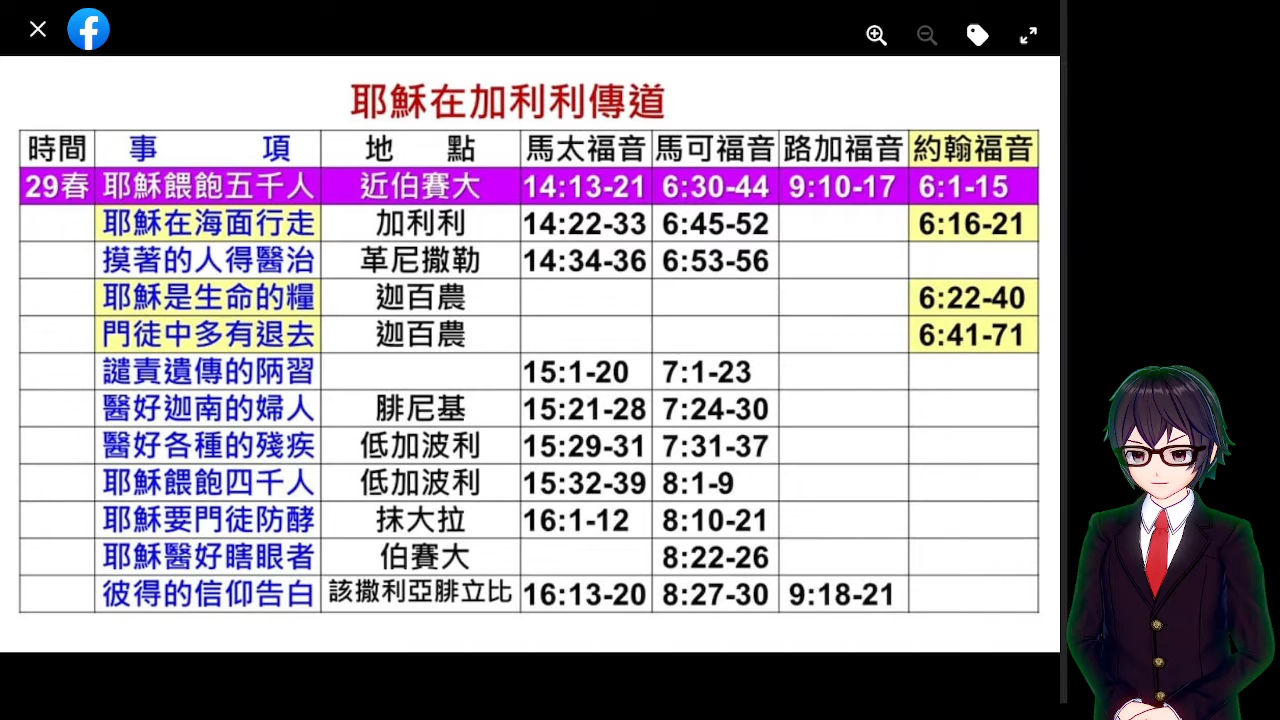 耶穌在加利利傳道
時間 事 項 地 點 馬太福音 馬可福音 路加福音 約翰福音
29春 耶穌餵飽五千人 近伯賽大 14:13-21 6:30-44 9:10-17 6:1-15
耶穌在海面行走 加利利 14:22-33 6:45-52 6:16-21
摸著的人得醫治 革尼撒勒 14:34-36 6:53-56
耶穌是生命的糧 迦百農 6:22-40
門徒中多有退去 迦百農 6:41-71
譴責遺傳的陋習 15:1-20 7:1-23
醫好迦南的婦人 腓尼基 15:21-28 7:24-30
醫好各種的殘疾 低加波利 15:29-31 7:31-37
耶穌餵飽四千人 低加波利 15:32-39 8:1-9
耶穌要門徒防酵 抹大拉 16:1-12 8:10-21
耶穌醫好瞎眼者 伯賽大 8:22-26
彼得的信仰告白 該撒利亞腓立比 16:13-20 8:27-30 9:18-21